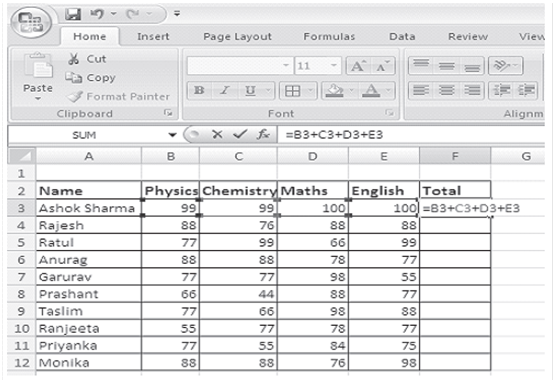 Home Insert Page Layout Formulas Data Review View
Cut
Copy
Format Painter
Paste
11 A A
B I U A
Clipboard Font Alignm
SUM fx =B3+C3+D3+E3
A B C D E F G
1
2 Name Physics Chemistry Maths English Total
3 Ashok Sharma 99 99 100 100 =B3+C3+D3+E3
4 Rajesh 88 76 88 88
5 Ratul 77 99 66 99
6 Anurag 88 88 78 77
7 Garurav 77 77 98 55
8 Prashant 66 44 88 77
9 Taslim 77 66 98 88
10 Ranjeeta 55 77 78 77
11 Priyanka 77 55 84 75
12 Monika 88 88 76 98